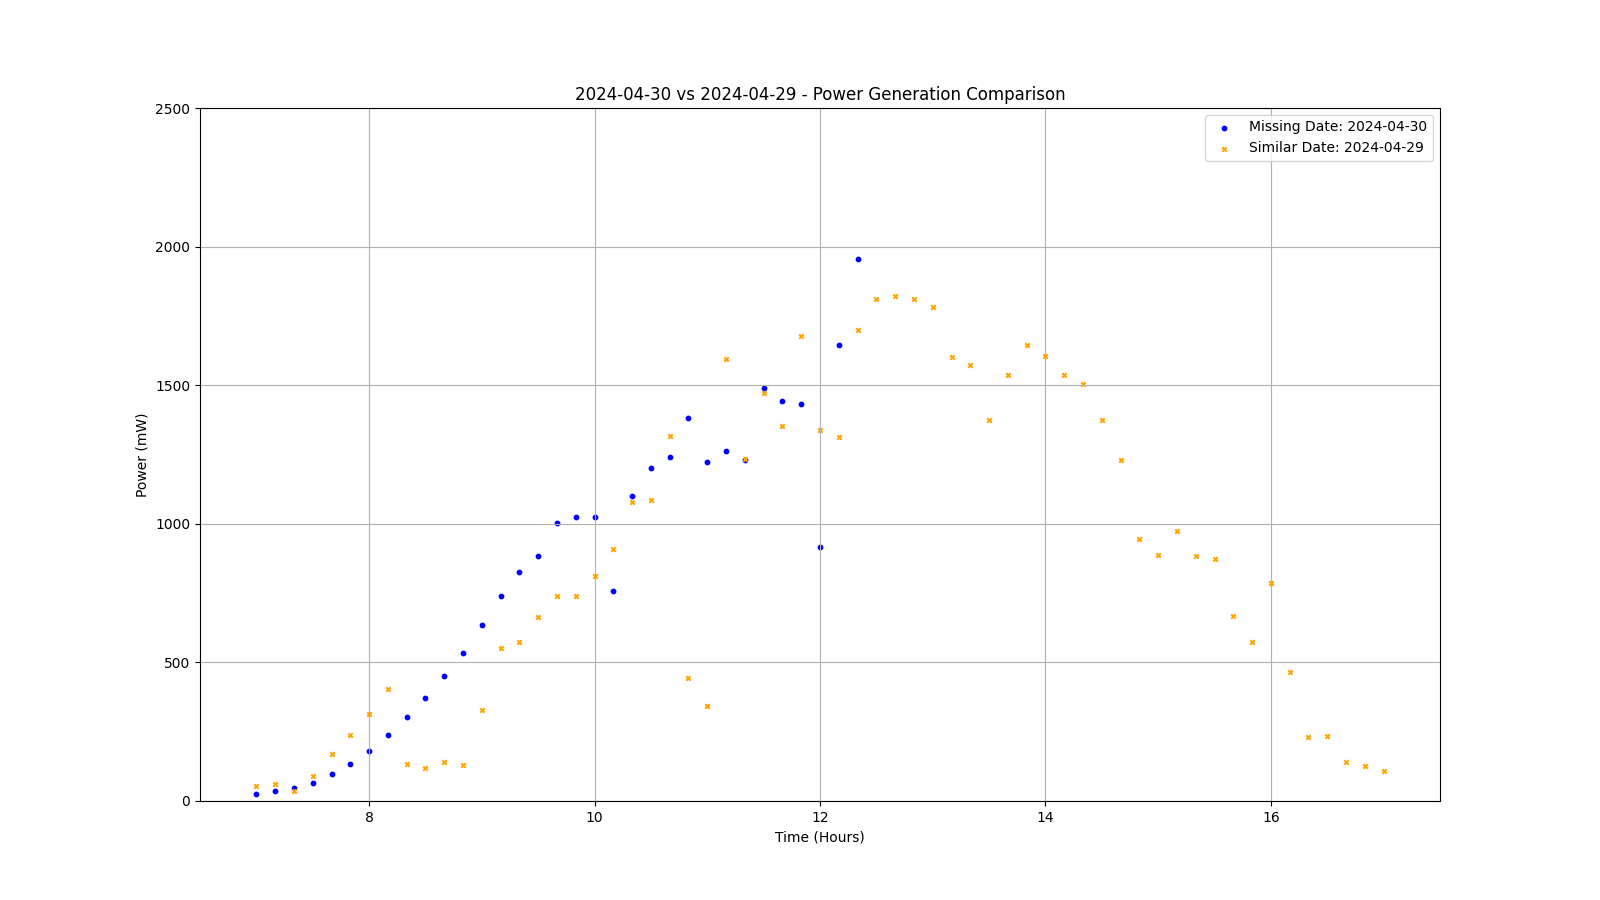 2024-04-30 vs 2024-04-29 - Power Generation Comparison
Missing Date: 2024-04-30
Similar Date: 2024-04-29
Power (mW)
2500
2000
1500
1000
500
0
8 10 12 14 16
Time (Hours)